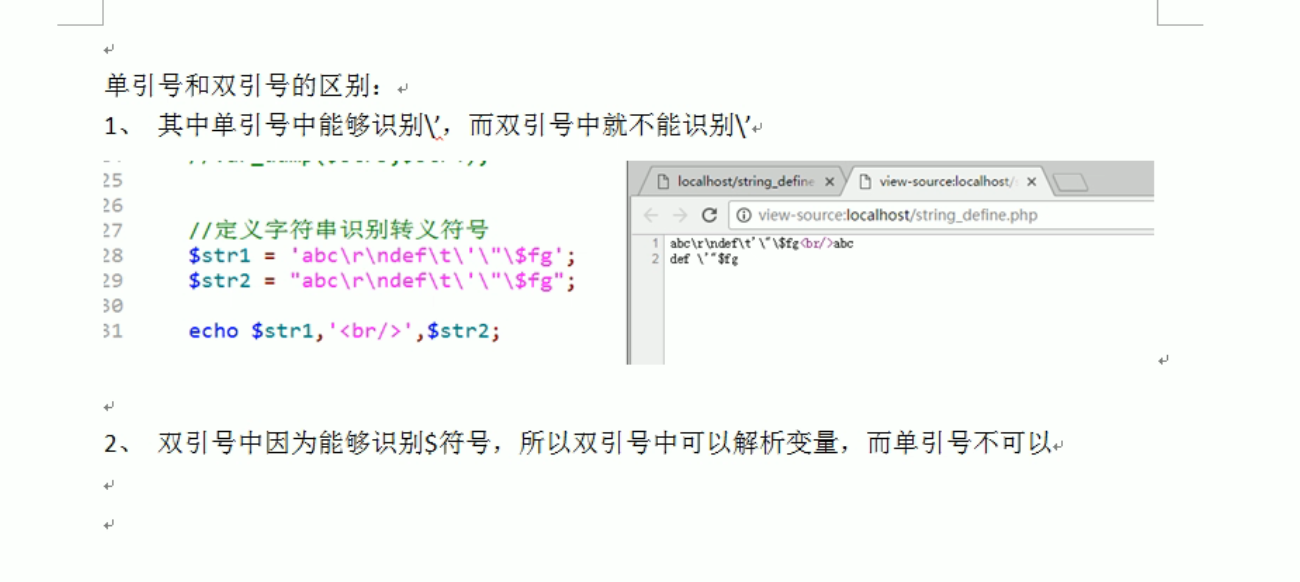 单引号和双引号的区别：
1、 其中单引号中能够识别\’，而双引号中就不能识别\’
25
26
27 //定义字符串识别转义符号
28 $str1 = 'abc\r\ndef\t\'\"\$fg';
29 $str2 = "abc\r\ndef\t\'\"\$fg";
30
31 echo $str1,'<br/>',$str2;
localhost/string_define × view-source:localhost/ ×
view-source:localhost/string_define.php
1 abc\r\ndef\t'\"\$fg<br/>abc
2 def \'"$fg
2、 双引号中因为能够识别$符号，所以双引号中可以解析变量，而单引号不可以